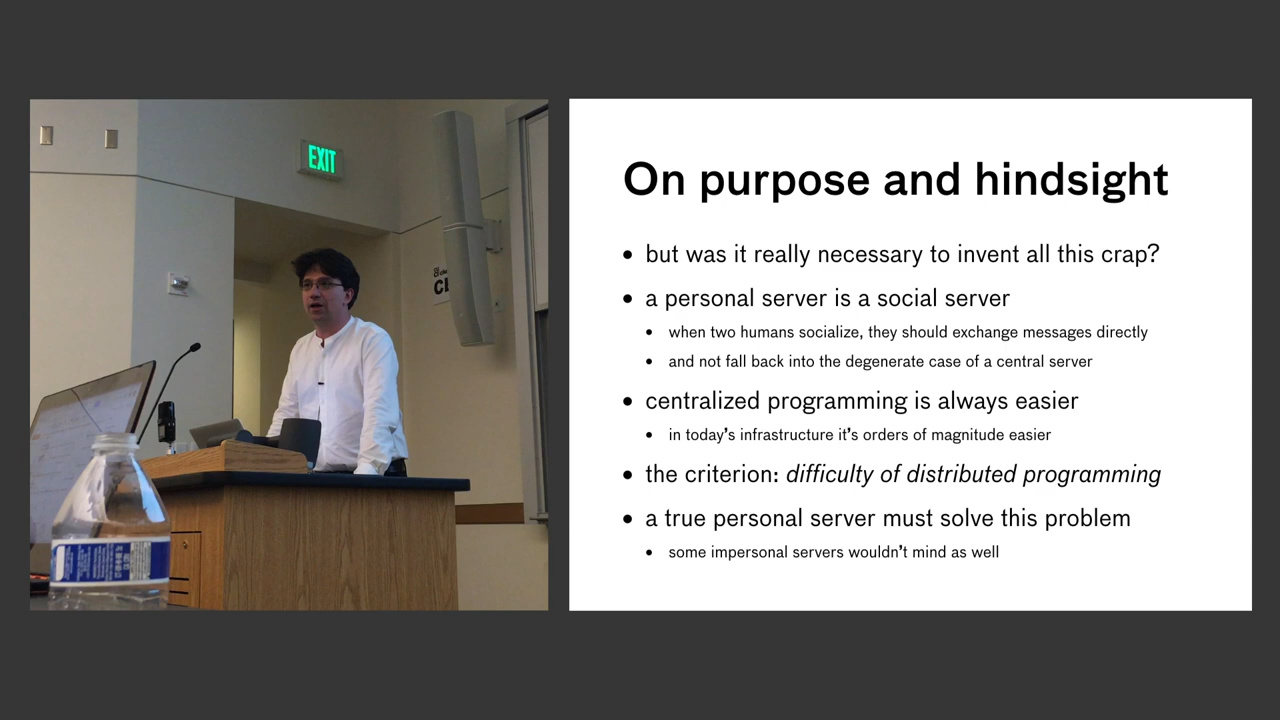 EXIT
On purpose and hindsight
• but was it really necessary to invent all this crap?
• a personal server is a social server
• when two humans socialize, they should exchange messages directly
• and not fall back into the degenerate case of a central server
• centralized programming is always easier
• in today’s infrastructure it’s orders of magnitude easier
• the criterion: difficulty of distributed programming
• a true personal server must solve this problem
• some impersonal servers wouldn’t mind as well